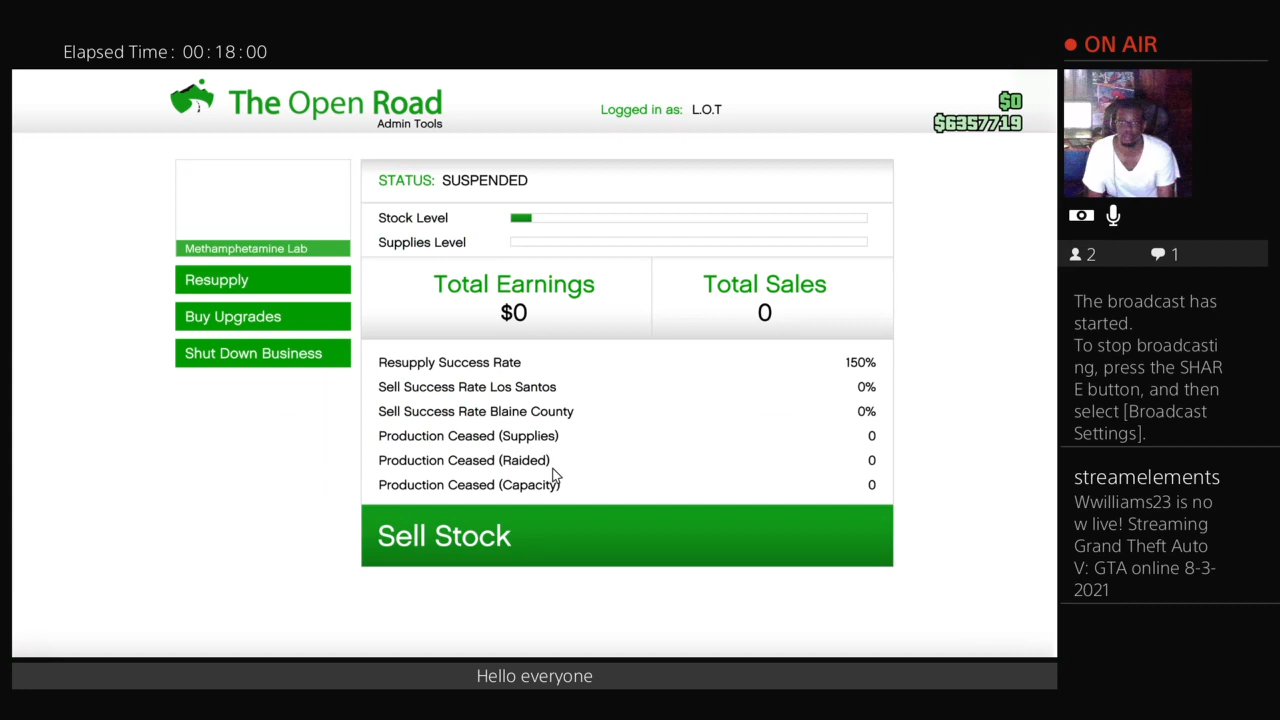 Elapsed Time: 00:18:00
ON AIR
The Open Road
Admin Tools
Logged in as: L.O.T
$0
$6357719
STATUS: SUSPENDED
Stock Level
Supplies Level
Methamphetamine Lab
Resupply
Buy Upgrades
Shut Down Business
Total Earnings
$0
Total Sales
0
Resupply Success Rate 150%
Sell Success Rate Los Santos 0%
Sell Success Rate Blaine County 0%
Production Ceased (Supplies) 0
Production Ceased (Raided) 0
Production Ceased (Capacity) 0
Sell Stock
2
1
The broadcast has
started.
To stop broadcasti
ng, press the SHAR
E button, and then
select [Broadcast
Settings].
streamelements
Wwilliams23 is no
w live! Streaming
Grand Theft Auto
V: GTA online 8-3-
2021
Hello everyone